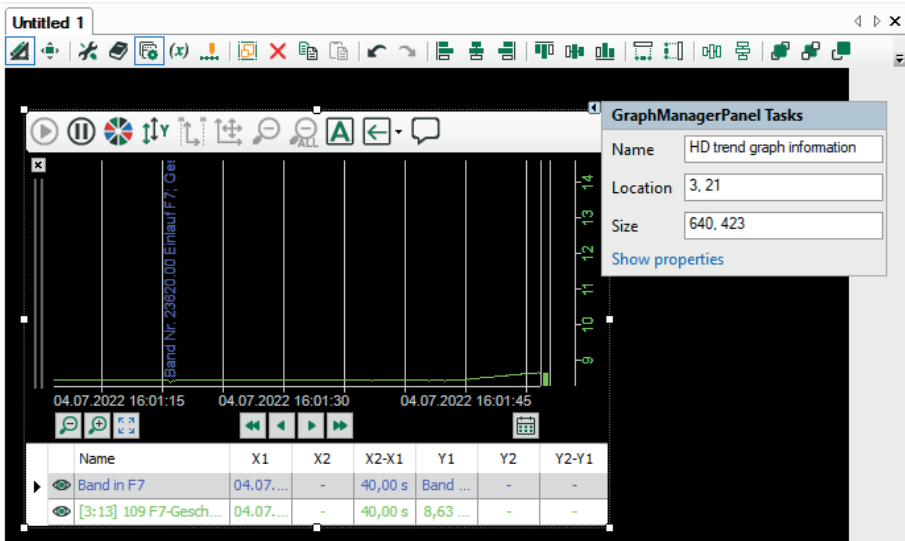 Untitled 1
(x)
GraphManagerPanel Tasks
Name HD trend graph information
Location 3, 21
Size 640, 423
Show properties
Y ALL A
Band Nr. 23620.00 Einlauf F7; Ges
14
13
12
11
10
9
04.07.2022 16:01:15 04.07.2022 16:01:30 04.07.2022 16:01:45
Name X1 X2 X2-X1 Y1 Y2 Y2-Y1
Band in F7 04.07.... - 40,00 s Band ... - -
[3:13] 109 F7-Gesch... 04.07.... - 40,00 s 8,63 ... - -